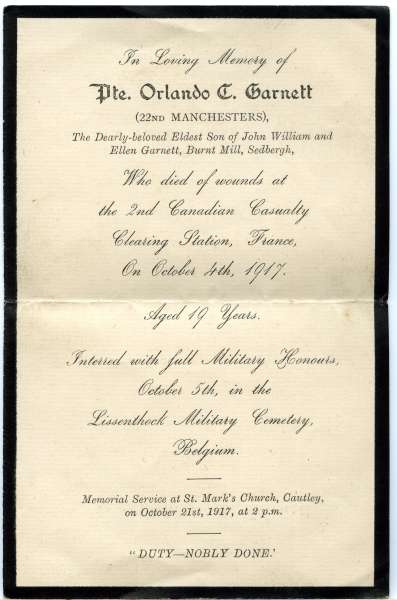 In Loving Memory of
Pte. Orlando C. Garnett
(22ND MANCHESTERS),
The Dearly-beloved Eldest Son of John William and
Ellen Garnett, Burnt Mill, Sedbergh,
Who died of wounds at
the 2nd Canadian Casualty
Clearing Station, France,
On October 4th, 1917.
Aged 19 Years.
Interred with full Military Honours,
October 5th, in the
Lissenthock Military Cemetery,
Belgium.
Memorial Service at St. Mark's Church, Cautley,
on October 21st, 1917, at 2 p.m.
"DUTY—NOBLY DONE.'